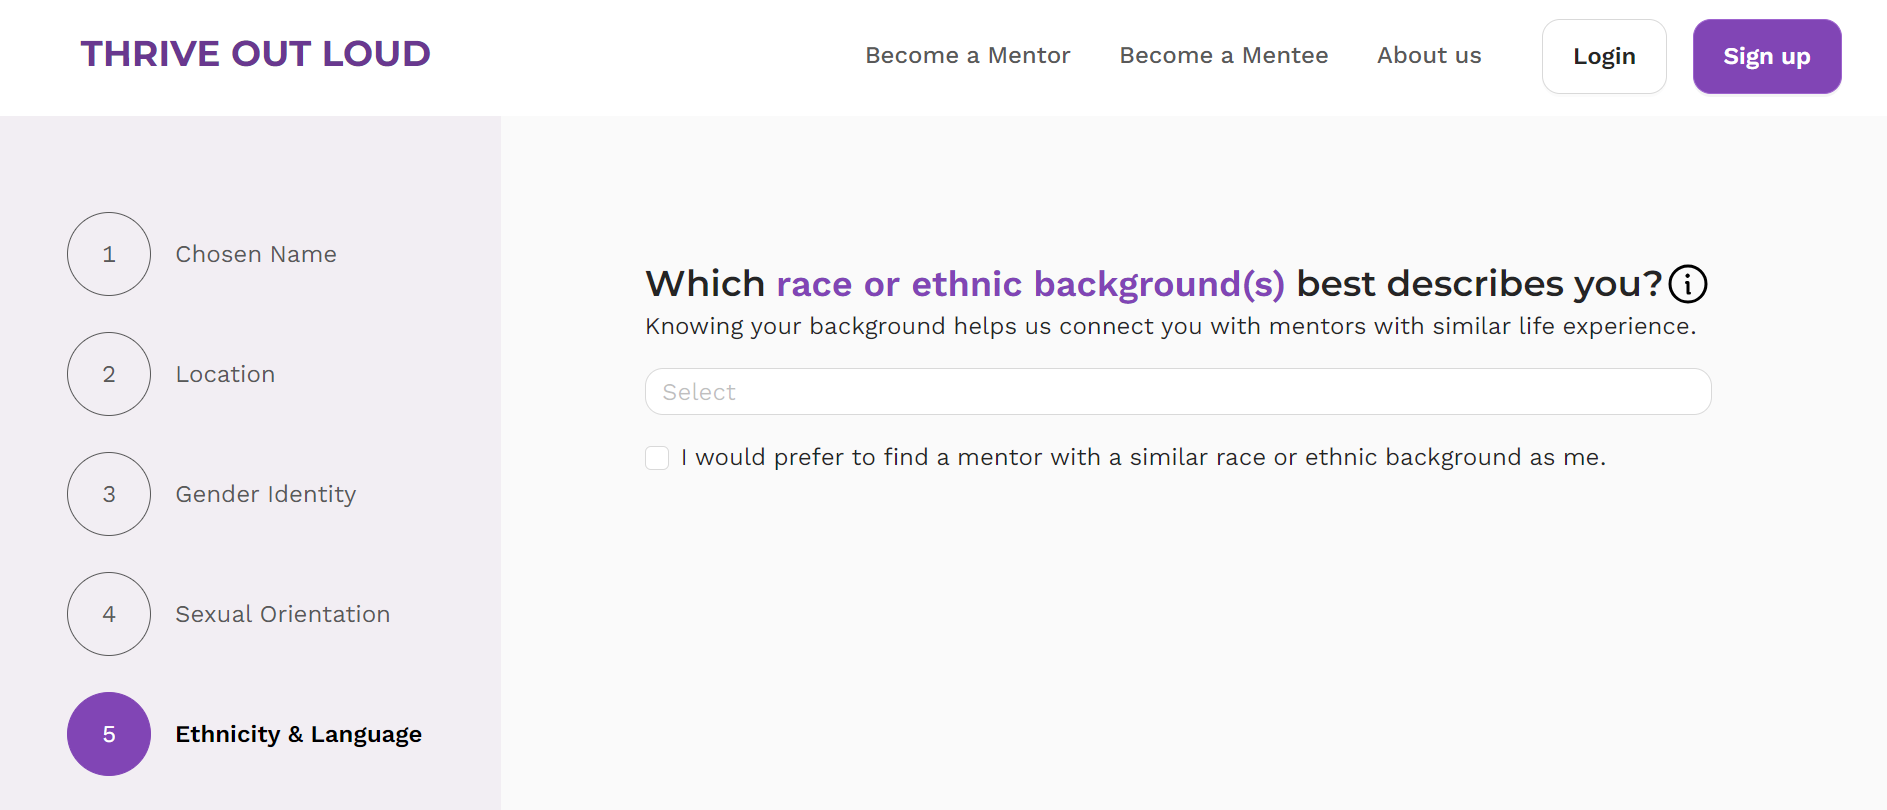 THRIVE OUT LOUD
Become a Mentor
Become a Mentee
About us
Login
Sign up
1 Chosen Name
2 Location
3 Gender Identity
4 Sexual Orientation
5 Ethnicity & Language
Which race or ethnic background(s) best describes you? i
Knowing your background helps us connect you with mentors with similar life experience.
Select
I would prefer to find a mentor with a similar race or ethnic background as me.